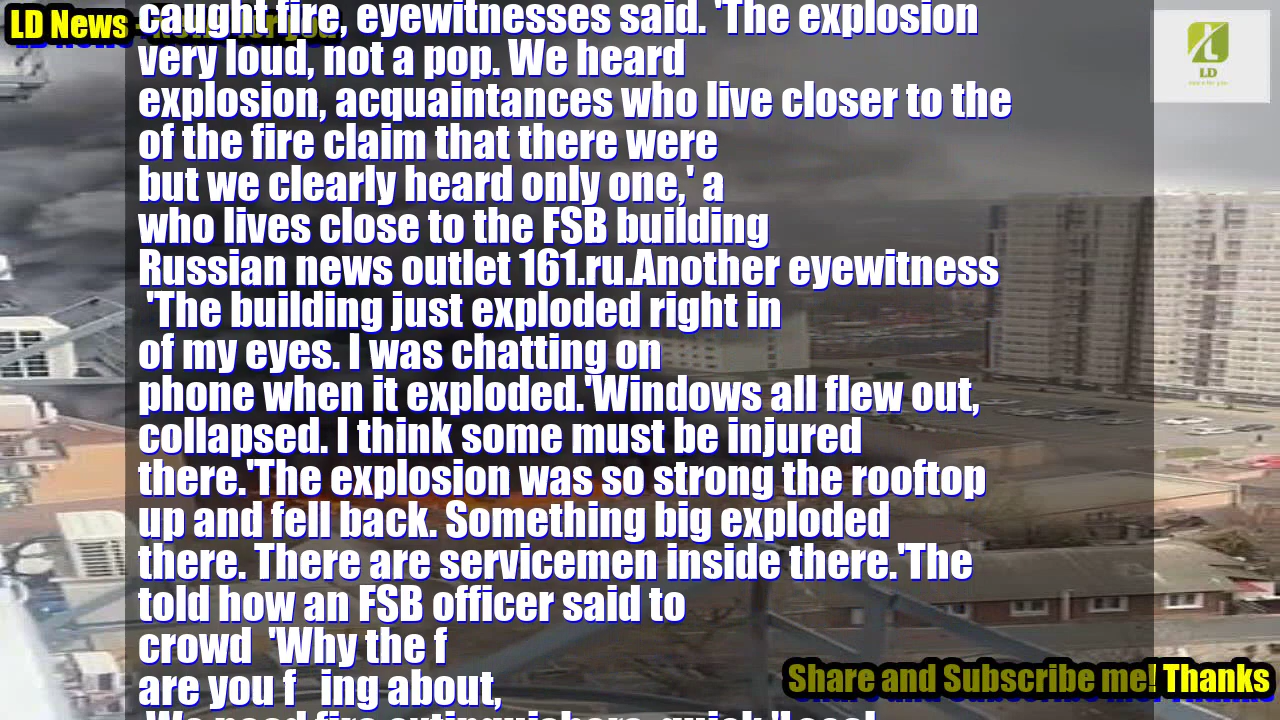 LD News
caught fire, eyewitnesses said. 'The explosion
very loud, not a pop. We heard
explosion, acquaintances who live closer to the
of the fire claim that there were
but we clearly heard only one,' a
who lives close to the FSB building
Russian news outlet 161.ru.Another eyewitness
'The building just exploded right in
of my eyes. I was chatting on
phone when it exploded.'Windows all flew out,
collapsed. I think some must be injured
there.'The explosion was so strong the rooftop
up and fell back. Something big exploded
there. There are servicemen inside there.'The
told how an FSB officer said to
crowd 'Why the f
are you f ing about,
LD
Share and Subscribe me! Thanks